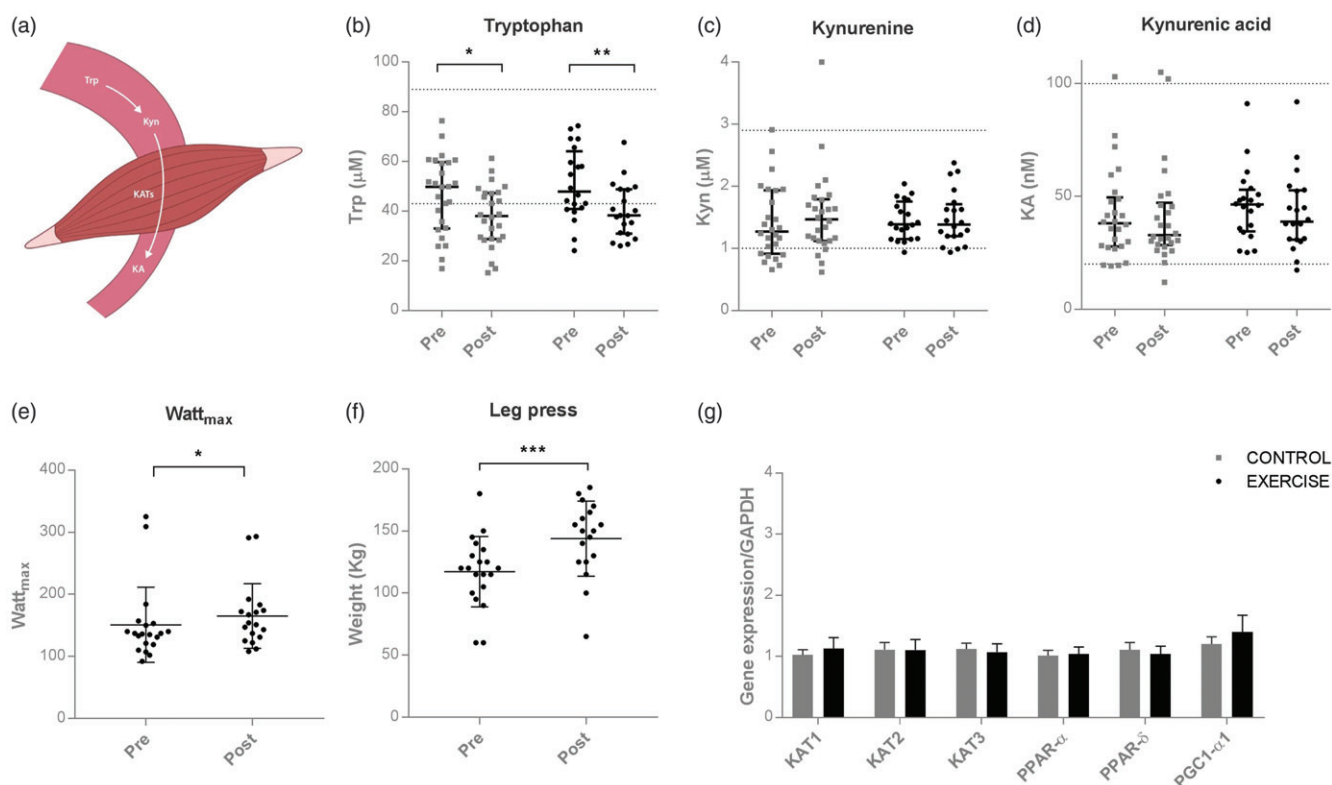 (a)
Trp
Kyn
KATs
KA
(b)
Tryptophan
*
**
Trp (μM)
100
80
60
40
20
0
Pre Post Pre Post
(c)
Kynurenine
Kyn (μM)
4
3
2
1
0
Pre Post Pre Post
(d)
Kynurenic acid
KA (nM)
100
50
0
Pre Post Pre Post
(e)
Watt_max
*
Watt_max
400
300
200
100
0
Pre Post
(f)
Leg press
***
Weight (Kg)
200
150
100
50
0
Pre Post
(g)
CONTROL
EXERCISE
Gene expression/GAPDH
4
3
2
1
0
KAT1 KAT2 KAT3 PPAR-α PPAR-δ PGC1-α1